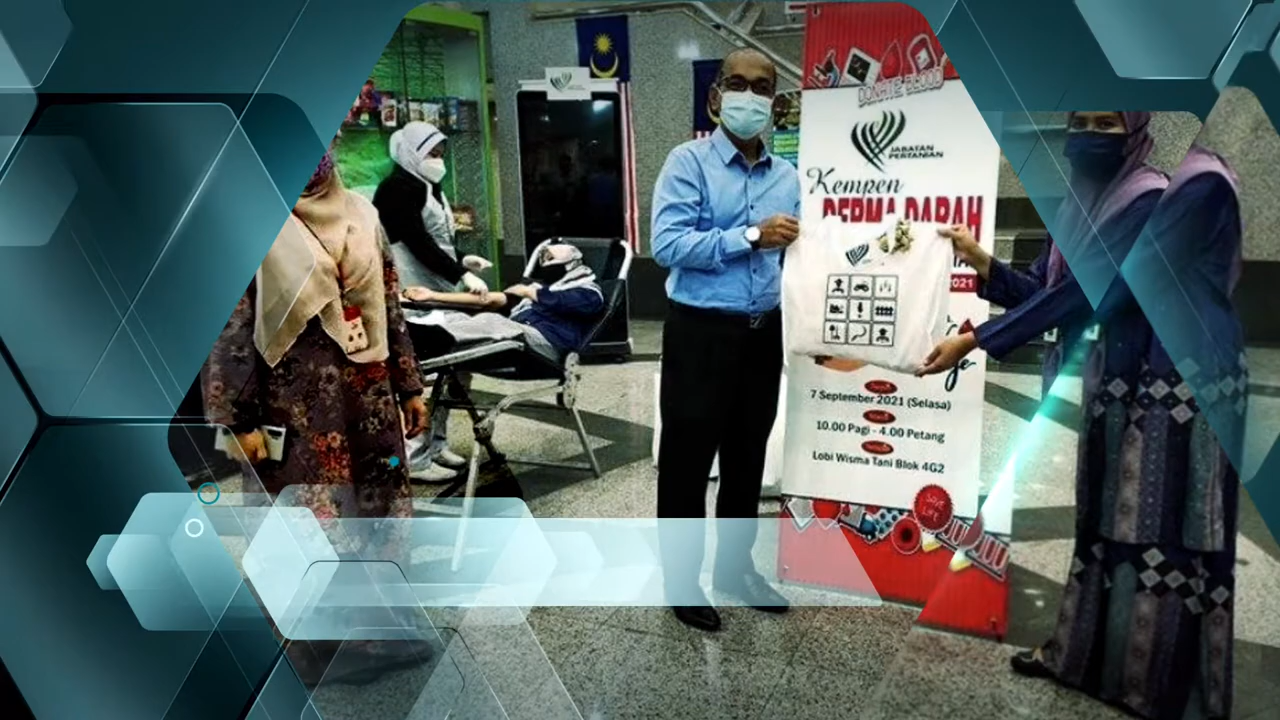 DONATE BLOOD
JABATAN
PERTANIAN
Kempen
DERMA DARAH
2021
7 September 2021 (Selasa)
10.00 Pagi - 4.00 Petang
Lobi Wisma Tani Blok 4G2